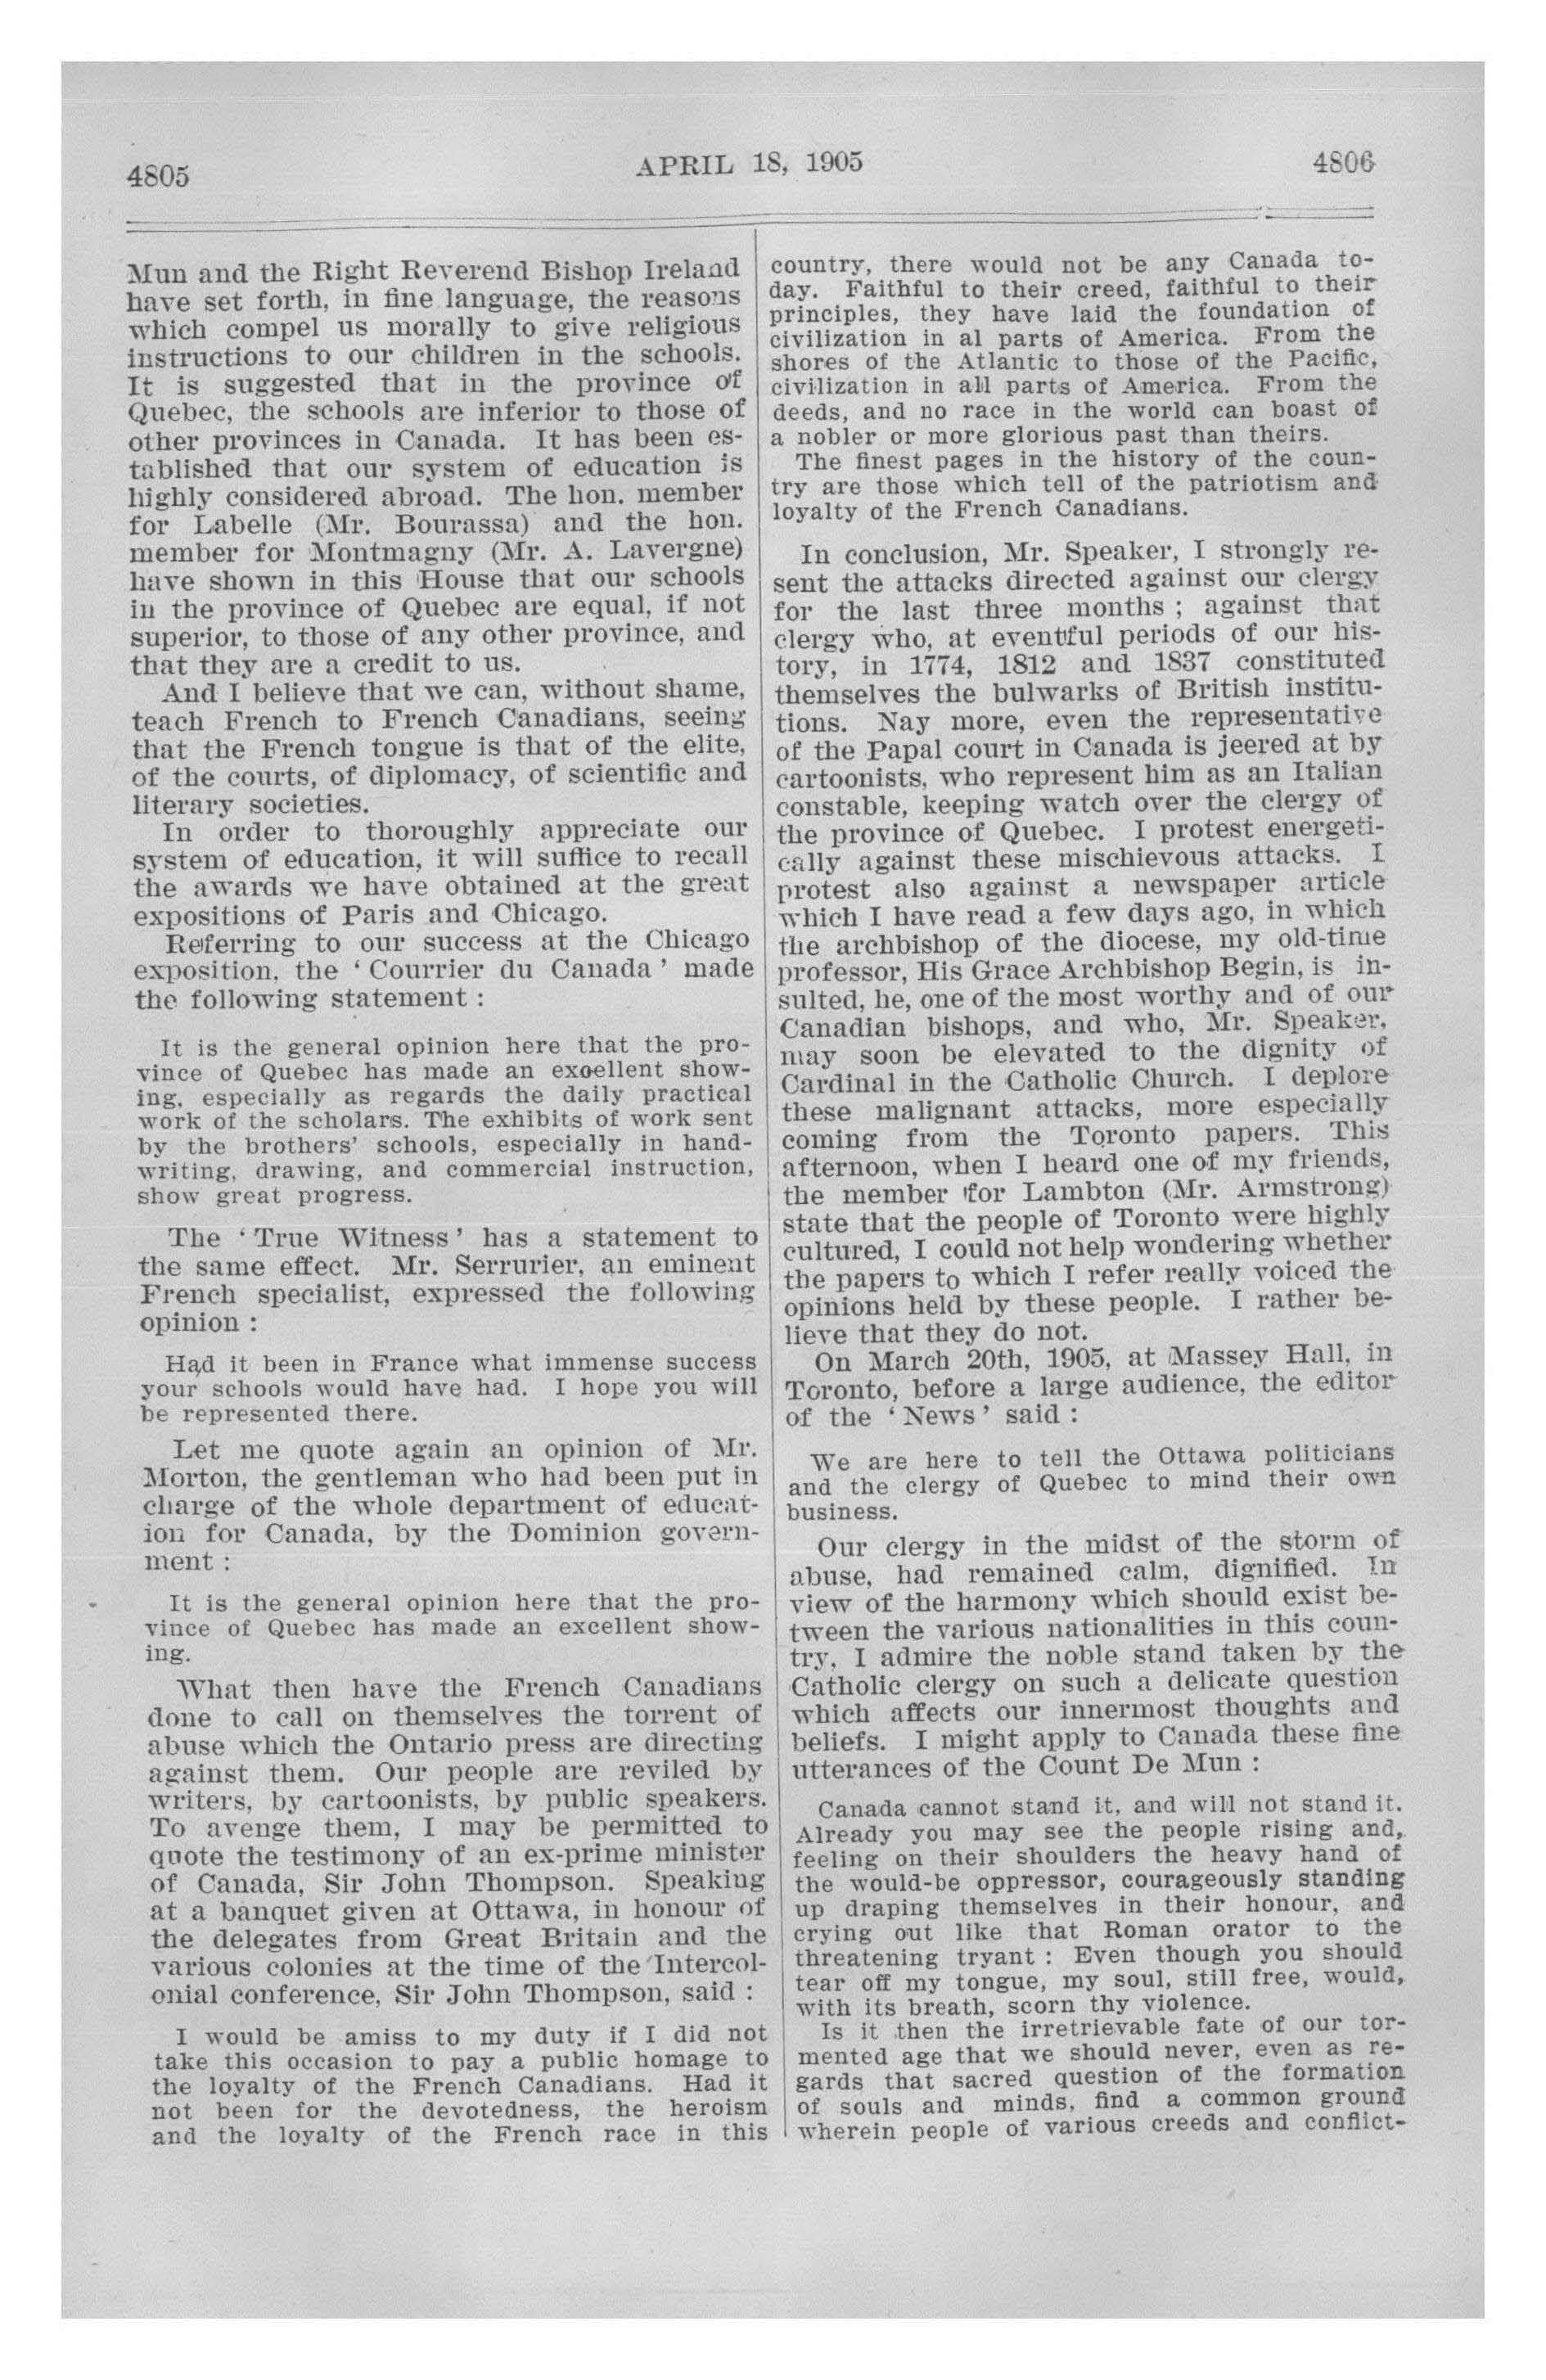 4805
APRIL 18, 1905
4806
Mun and the Right Reverend Bishop Ireland
have set forth, in fine language, the reasons
which compel us morally to give religious
instructions to our children in the schools.
It is suggested that in the province of
Quebec, the schools are inferior to those of
other provinces in Canada. It has been es-
tablished that our system of education is
highly considered abroad. The hon. member
for Labelle (Mr. Bourassa) and the hon.
member for Montmagny (Mr. A. Lavergne)
have shown in this House that our schools
in the province of Quebec are equal, if not
superior, to those of any other province, and
that they are a credit to us.
And I believe that we can, without shame,
teach French to French Canadians, seeing
that the French tongue is that of the elite,
of the courts, of diplomacy, of scientific and
literary societies.
In order to thoroughly appreciate our
system of education, it will suffice to recall
the awards we have obtained at the great
expositions of Paris and Chicago.
Referring to our success at the Chicago
exposition, the ‘ Courrier du Canada ’ made
the following statement :
It is the general opinion here that the pro-
vince of Quebec has made an excellent show-
ing, especially as regards the daily practical
work of the scholars. The exhibits of work sent
by the brothers’ schools, especially in hand-
writing, drawing, and commercial instruction,
show great progress.
The ‘ True Witness ’ has a statement to
the same effect. Mr. Serrurier, an eminent
French specialist, expressed the following
opinion :
Had it been in France what immense success
your schools would have had. I hope you will
be represented there.
Let me quote again an opinion of Mr.
Morton, the gentleman who had been put in
charge of the whole department of educat-
ion for Canada, by the Dominion govern-
ment :
It is the general opinion here that the pro-
vince of Quebec has made an excellent show-
ing.
What then have the French Canadians
done to call on themselves the torrent of
abuse which the Ontario press are directing
against them. Our people are reviled by
writers, by cartoonists, by public speakers.
To avenge them, I may be permitted to
quote the testimony of an ex-prime minister
of Canada, Sir John Thompson. Speaking
at a banquet given at Ottawa, in honour of
the delegates from Great Britain and the
various colonies at the time of the Intercol-
onial conference, Sir John Thompson, said :
I would be amiss to my duty if I did not
take this occasion to pay a public homage to
the loyalty of the French Canadians. Had it
not been for the devotedness, the heroism
and the loyalty of the French race in this
country, there would not be any Canada to-
day. Faithful to their creed, faithful to their
principles, they have laid the foundation of
civilization in al parts of America. From the
shores of the Atlantic to those of the Pacific,
civilization in all parts of America. From the
deeds, and no race in the world can boast of
a nobler or more glorious past than theirs.
The finest pages in the history of the coun-
try are those which tell of the patriotism and
loyalty of the French Canadians.
In conclusion, Mr. Speaker, I strongly re-
sent the attacks directed against our clergy
for the last three months ; against that
clergy who, at eventful periods of our his-
tory, in 1774, 1812 and 1837 constituted
themselves the bulwarks of British institu-
tions. Nay more, even the representative
of the Papal court in Canada is jeered at by
cartoonists, who represent him as an Italian
constable, keeping watch over the clergy of
the province of Quebec. I protest energeti-
cally against these mischievous attacks. I
protest also against a newspaper article
which I have read a few days ago, in which
the archbishop of the diocese, my old-time
professor, His Grace Archbishop Begin, is in-
sulted, he, one of the most worthy and of our
Canadian bishops, and who, Mr. Speaker,
may soon be elevated to the dignity of
Cardinal in the Catholic Church. I deplore
these malignant attacks, more especially
coming from the Toronto papers. This
afternoon, when I heard one of my friends,
the member for Lambton (Mr. Armstrong)
state that the people of Toronto were highly
cultured, I could not help wondering whether
the papers to which I refer really voiced the
opinions held by these people. I rather be-
lieve that they do not.
On March 20th, 1905, at Massey Hall, in
Toronto, before a large audience, the editor
of the ‘ News ’ said :
We are here to tell the Ottawa politicians
and the clergy of Quebec to mind their own
business.
Our clergy in the midst of the storm of
abuse, had remained calm, dignified. In
view of the harmony which should exist be-
tween the various nationalities in this coun-
try, I admire the noble stand taken by the
Catholic clergy on such a delicate question
which affects our innermost thoughts and
beliefs. I might apply to Canada these fine
utterances of the Count De Mun :
Canada cannot stand it, and will not stand it.
Already you may see the people rising and,
feeling on their shoulders the heavy hand of
the would-be oppressor, courageously standing
up draping themselves in their honour, and
crying out like that Roman orator to the
threatening tryant : Even though you should
tear off my tongue, my soul, still free, would,
with its breath, scorn thy violence.
Is it then the irretrievable fate of our tor-
mented age that we should never, even as re-
gards that sacred question of the formation
of souls and minds, find a common ground
wherein people of various creeds and conflict-